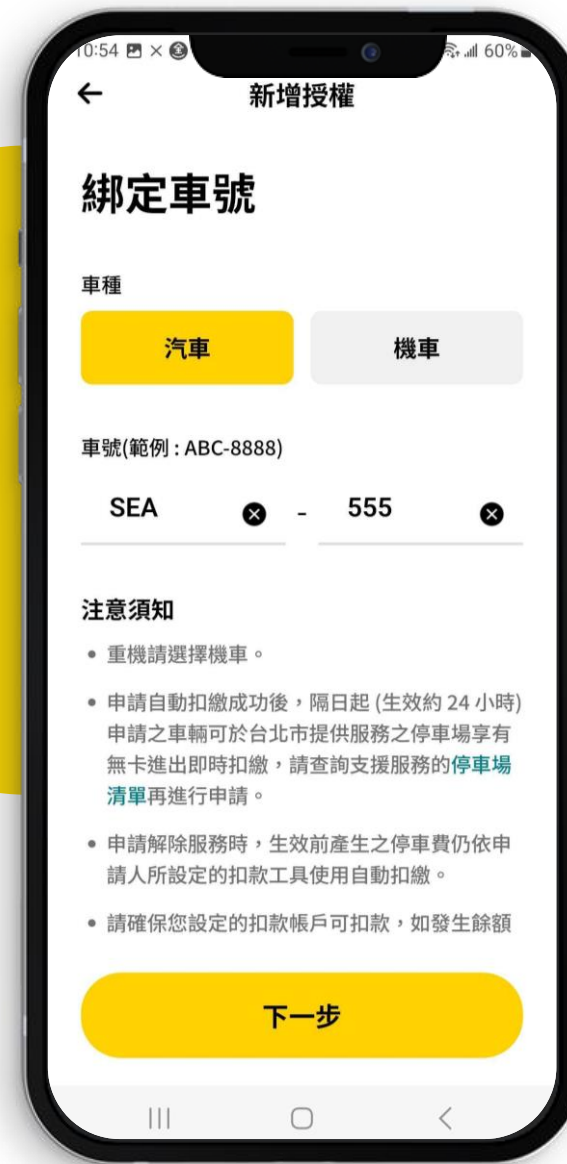 10:54
60%
新增授權
綁定車號
車種
汽車
機車
車號(範例 : ABC-8888)
SEA - 555
注意須知
• 重機請選擇機車。
• 申請自動扣繳成功後，隔日起 (生效約 24 小時)
申請之車輛可於台北市提供服務之停車場享有
無卡進出即時扣繳，請查詢支援服務的停車場
清單再進行申請。
• 申請解除服務時，生效前產生之停車費仍依申
請人所設定的扣款工具使用自動扣繳。
• 請確保您設定的扣款帳戶可扣款，如發生餘額
下一步